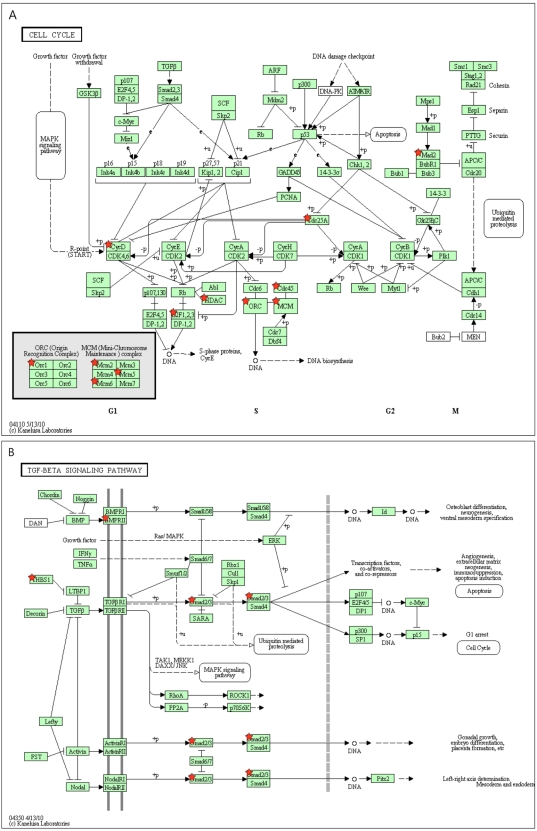 A
CELL CYCLE
Growth factor
Growth factor
withdrawal
GSK3β
MAPK
signaling
pathway
R-point
(START)
TGFβ
p107
E2F4,5
DP-1,2
Smad2,3
Smad4
c-Myc
Miz1
SCF
Skp2
ARF
Mdm2
Rb
p300
DNA damage checkpoint
DNA-PK
ATMATR
p53
Apoptosis
p16
p15
p18
p19
p27,57
p21
Ink4a
Ink4b
Ink4c
Ink4d
Kip1, 2
Cip1
GADD45
14-3-3σ
Chk1, 2
PCNA
Cdc25A
CycD
CDK4,6
CycE
CDK2
CycA
CDK2
CycH
CDK7
CycA
CDK1
CycB
CDK1
Plk1
Rb
Wee
Myt1
SCF
Skp2
p107,130
E2F4,5
DP-1,2
Rb
E2F1,2,3
DP-1,2
Abl
HDAC
Cdc6
ORC
Cdc45
MCM
Cdc7
Dbf4
DNA
S-phase proteins,
CycE
DNA
DNA biosynthesis
Smc1
Smc3
Stag1,2
Rad21
Cohesin
Esp1
Separin
PTTG
Securin
Mps1
Mad1
Mad2
BubR1
Bub1
Bub3
APC/C
Cdc20
14-3-3
Ubiquitin
mediated
proteolysis
APC/C
Cdh1
Cdc14
Bub2
MEN
ORC (Origin
Recognition Complex)
Orc1
Orc2
Orc3
Orc4
Orc5
Orc6
MCM (Mini-Chromosome
Maintenance ) complex
Mcm2
Mcm3
Mcm4
Mcm5
Mcm6
Mcm7
G1
S
G2
M
04110 5/13/10
(c) Kanehisa Laboratories
B
TGF-BETA SIGNALING PATHWAY
Chordin
Noggin
DAN
BMP
BMPRI
BMPRII
Smad1/5/8
Smad1/5/8
Smad4
DNA
Id
DNA
Osteoblast differentiation,
neurogenesis,
ventral mesoderm specification
Growth factor
Ras/ MAPK
ERK
IFNγ
TNFα
Smad6/7
THBS1
LTBP1
Decorin
TGFβ
TGFβRI
TGFβRII
Smurf1/2
Rbx1
Cul1
Skp1
Smad2/3
SARA
Smad2/3
Smad4
Ubiquitin mediated
proteolysis
Transcription factors,
co-activators,
and co-repressors
Angiogenesis,
extracellular matrix
neogenesis,
immunosuppression,
apoptosis induction
Apoptosis
p107
E2F4/5
DP1
DNA
c-Myc
p300
SP1
DNA
p15
G1 arrest
Cell Cycle
TAK1, MEKK1
DAXX/ JNK
MAPK signaling
pathway
RhoA
ROCK1
PP2A
p70S6K
Lefty
FST
Activin
Nodal
ActivinRI
ActivinRII
NodalRI
NodalRII
Smad2/3
Smad6/7
Smad2/3
Smad2/3
Smad4
Smad2/3
Smad4
DNA
Gonadal growth,
embryo differentiation,
placenta formation, etc
DNA
Pitx2
Left-right axis determination
Mesoderm and endoderm
04350 4/13/10
(c) Kanehisa Laboratories